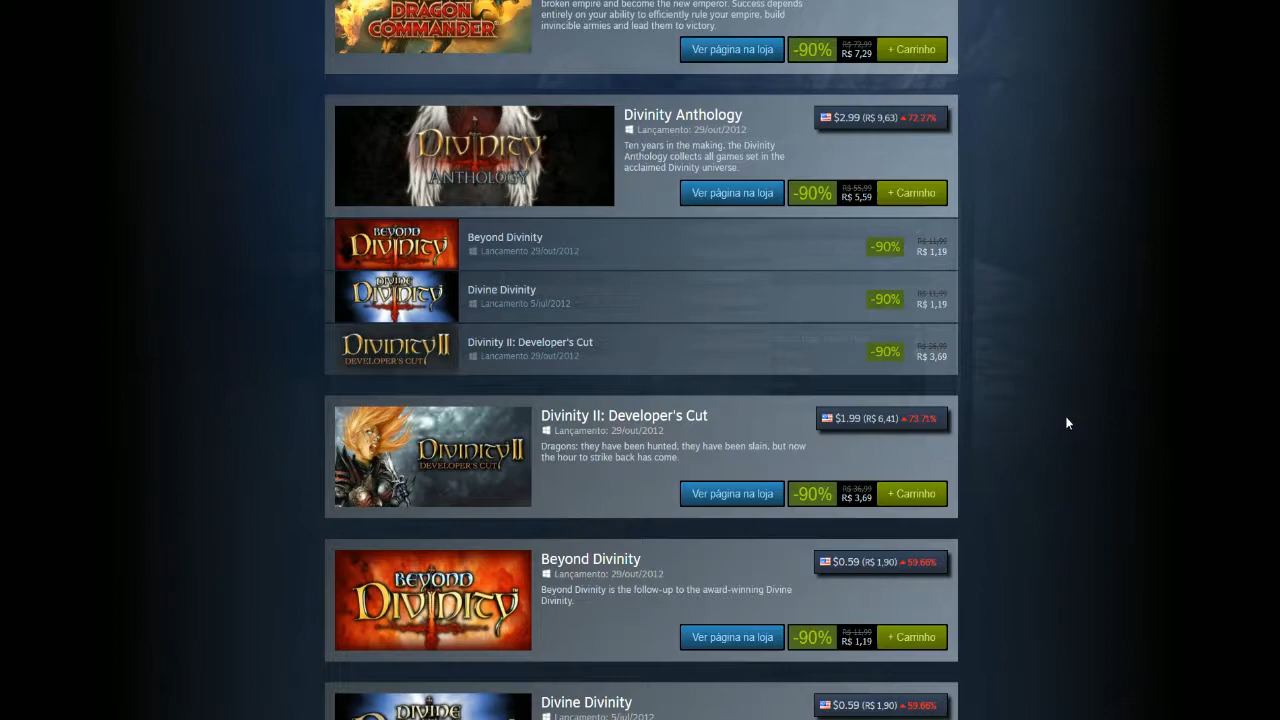 broken empire and become the new emperor. Success depends
entirely on your ability to efficiently rule your empire, build
invincible armies and lead them to victory.
DRAGON
COMMANDER
Ver página na loja
-90%
R$ 72,99
R$ 7,29
+ Carrinho
DIVINITY
ANTHOLOGY
Divinity Anthology
Lançamento: 29/out/2012
Ten years in the making, the Divinity
Anthology collects all games set in the
acclaimed Divinity universe.
$2.99 (R$ 9,63) 72.27%
Ver página na loja
-90%
R$ 55,99
R$ 5,59
+ Carrinho
BEYOND
DIVINITY
Beyond Divinity
Lançamento 29/out/2012
-90%
R$ 11,99
R$ 1,19
DIVINE
DIVINITY
Divine Divinity
Lançamento 5/jul/2012
-90%
R$ 11,99
R$ 1,19
DIVINITY II
DEVELOPER'S CUT
Divinity II: Developer's Cut
Lançamento 29/out/2012
-90%
R$ 36,99
R$ 3,69
DIVINITY II
DEVELOPER'S CUT
Divinity II: Developer's Cut
Lançamento: 29/out/2012
Dragons: they have been hunted, they have been slain, but now
the hour to strike back has come.
$1.99 (R$ 6,41) 73.71%
Ver página na loja
-90%
R$ 36,99
R$ 3,69
+ Carrinho
BEYOND
DIVINITY
Beyond Divinity
Lançamento: 29/out/2012
Beyond Divinity is the follow-up to the award-winning Divine
Divinity.
$0.59 (R$ 1,90) 59.66%
Ver página na loja
-90%
R$ 11,99
R$ 1,19
+ Carrinho
DIVINE
Divine Divinity
Lançamento: 5/jul/2012
$0.59 (R$ 1,90) 59.66%